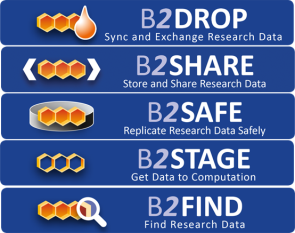 B2DROP
Sync and Exchange Research Data
B2SHARE
Store and Share Research Data
B2SAFE
Replicate Research Data Safely
B2STAGE
Get Data to Computation
B2FIND
Find Research Data